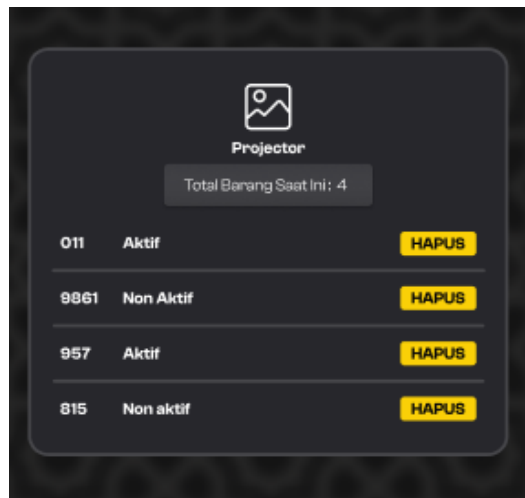 Projector
Total Barang Saat Ini: 4
011 Aktif HAPUS
9861 Non Aktif HAPUS
957 Aktif HAPUS
815 Non aktif HAPUS